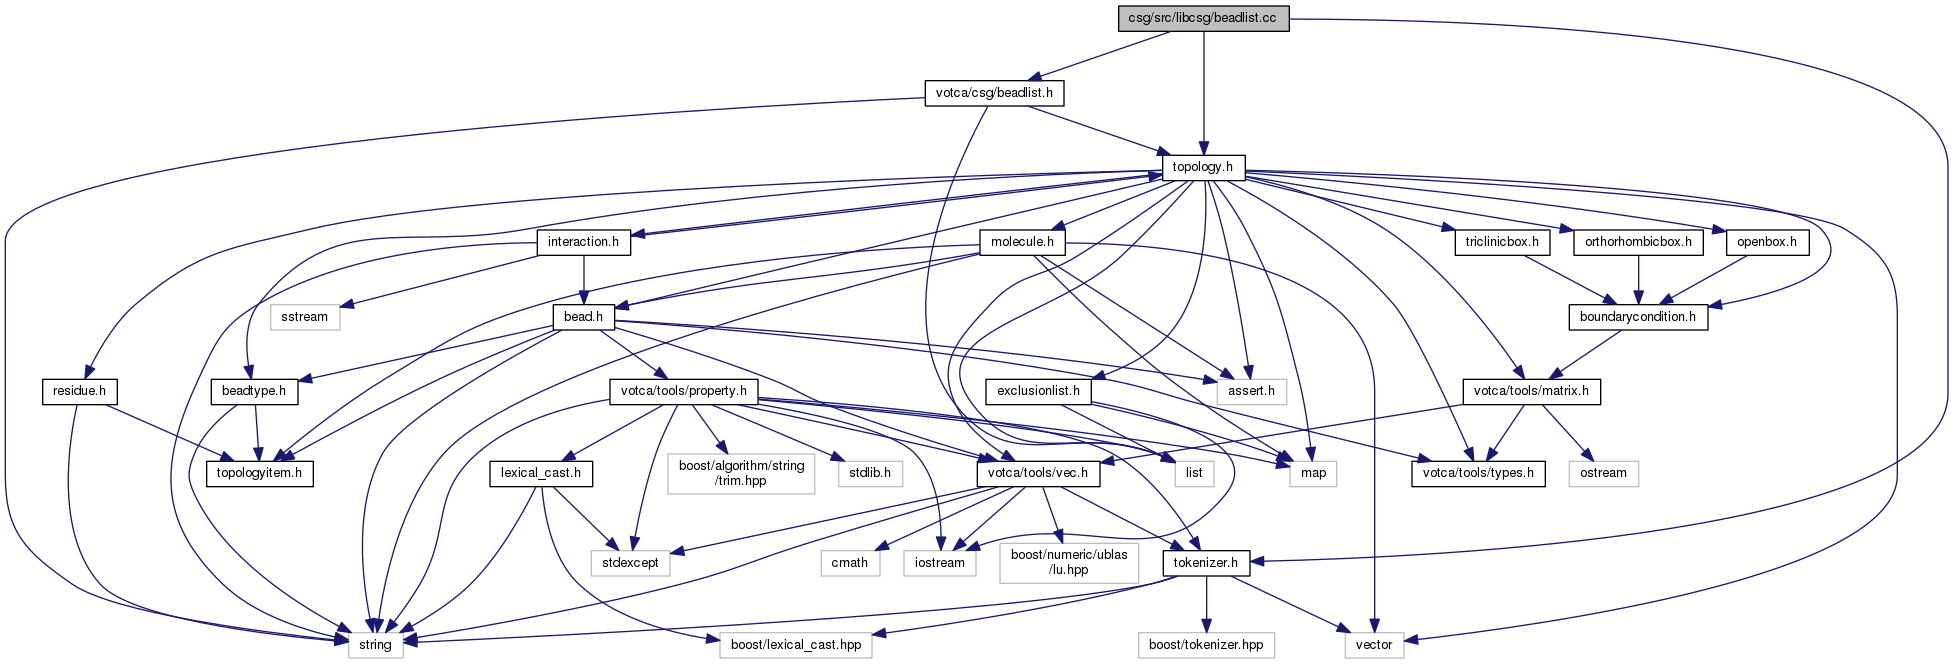 csg/src/libcsg/beadlist.cc
votca/csg/beadlist.h
topology.h
interaction.h
molecule.h
triclinicbox.h
orthorhombicbox.h
openbox.h
sstream
bead.h
boundarycondition.h
residue.h
beadtype.h
votca/tools/property.h
exclusionlist.h
assert.h
votca/tools/matrix.h
topologyitem.h
lexical_cast.h
boost/algorithm/string
/trim.hpp
stdlib.h
votca/tools/vec.h
list
map
votca/tools/types.h
ostream
stdexcept
cmath
iostream
boost/numeric/ublas
/lu.hpp
tokenizer.h
string
boost/lexical_cast.hpp
boost/tokenizer.hpp
vector